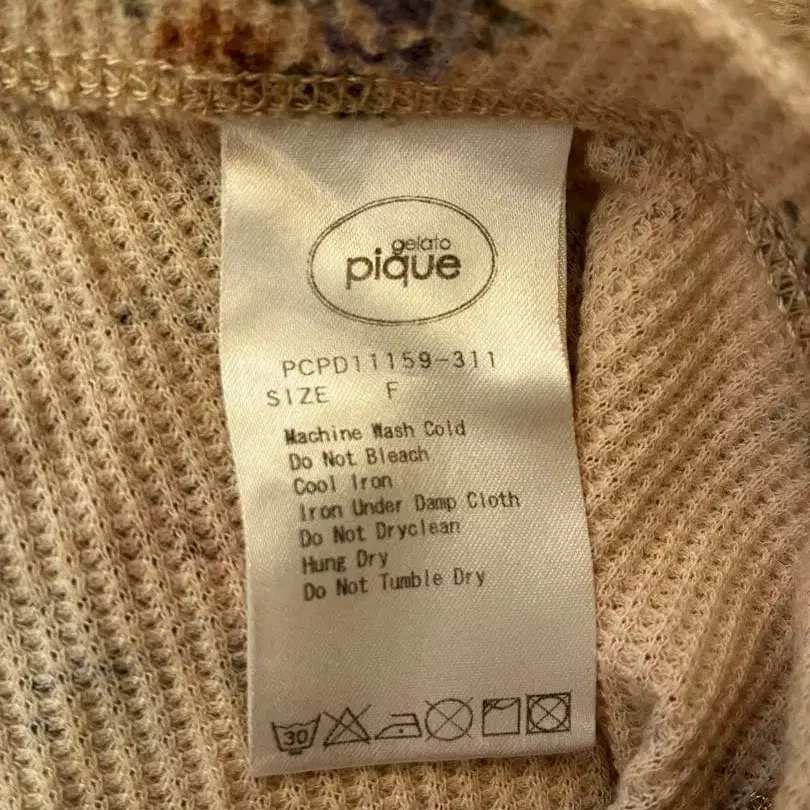 gelato
pique
PCPD11159-311
SIZE F
Machine Wash Cold
Do Not Bleach
Cool Iron
Iron Under Damp Cloth
Do Not Dryclean
Hung Dry
Do Not Tumble Dry
30